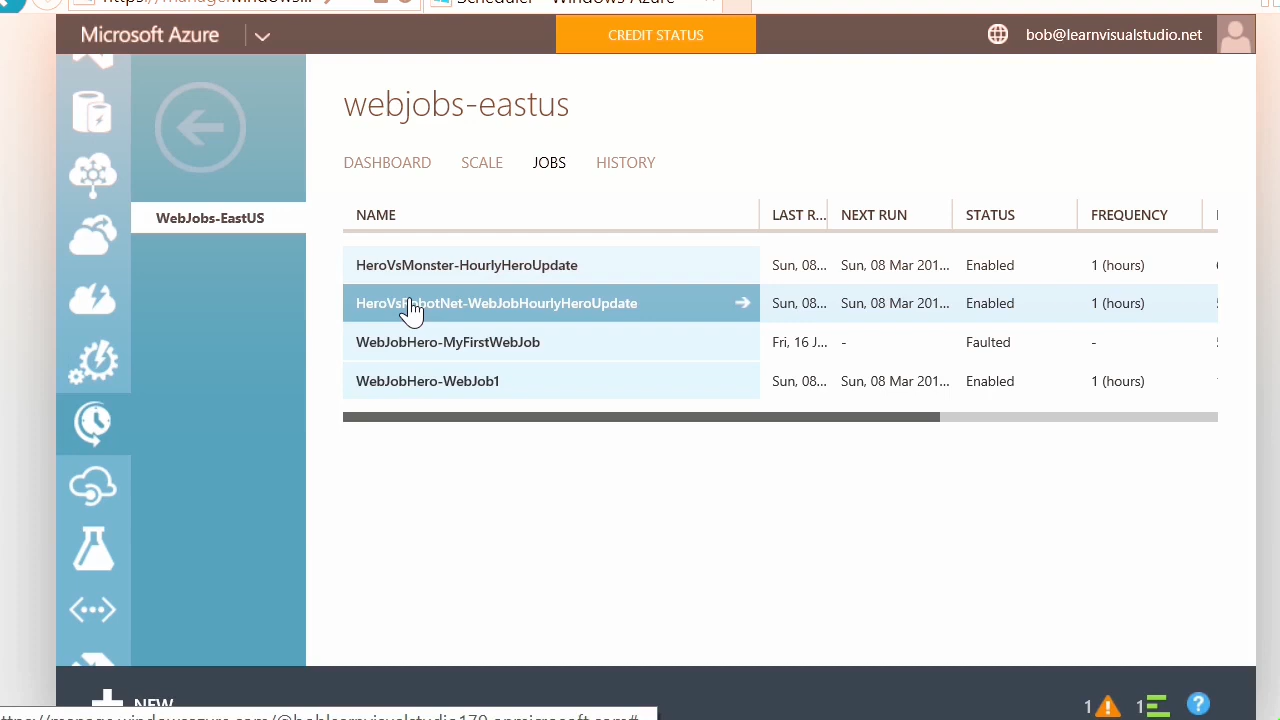 Microsoft Azure
CREDIT STATUS
bob@learnvisualstudio.net
webjobs-eastus
DASHBOARD SCALE JOBS HISTORY
WebJobs-EastUS
NAME LAST R... NEXT RUN STATUS FREQUENCY
HeroVsMonster-HourlyHeroUpdate Sun, 08... Sun, 08 Mar 201... Enabled 1 (hours)
HeroVsRobotNet-WebJobHourlyHeroUpdate Sun, 08... Sun, 08 Mar 201... Enabled 1 (hours)
WebJobHero-MyFirstWebJob Fri, 16 J... - Faulted -
WebJobHero-WebJob1 Sun, 08... Sun, 08 Mar 201... Enabled 1 (hours)
NEW 1 1 ?